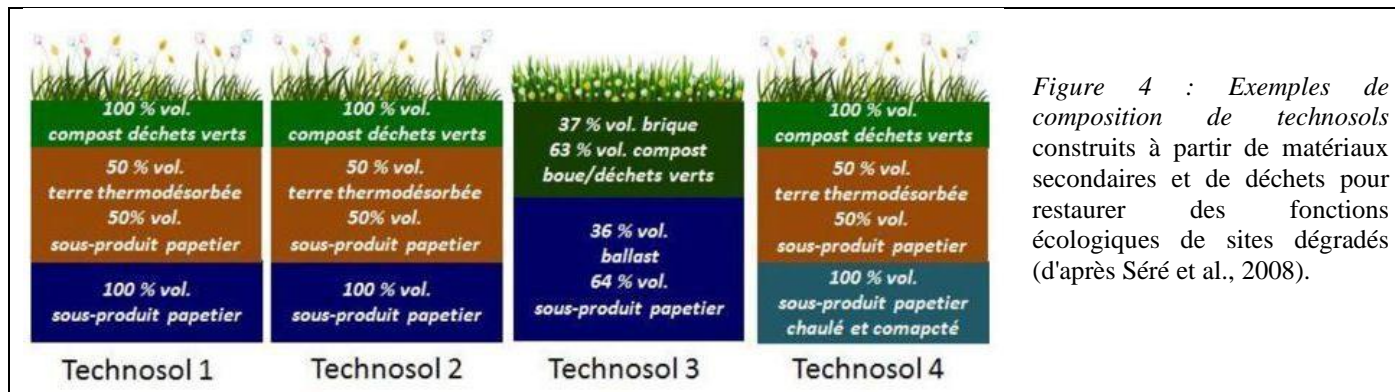 100 % vol.
compost déchets verts
50 % vol.
terre thermodésorbée
50% vol.
sous-produit papetier
100 % vol.
sous-produit papetier
Technosol 1
100 % vol.
compost déchets verts
50 % vol.
terre thermodésorbée
50% vol.
sous-produit papetier
100 % vol.
sous-produit papetier
Technosol 2
37 % vol. brique
63 % vol. compost
boue/déchets verts
36 % vol.
ballast
64 % vol.
sous-produit papetier
Technosol 3
100 % vol.
compost déchets verts
50 % vol.
terre thermodésorbée
50% vol.
sous-produit papetier
100 % vol.
sous-produit papetier
chaulé et comapcté
Technosol 4
Figure 4 : Exemples de
composition de technosols
construits à partir de matériaux
secondaires et de déchets pour
restaurer des fonctions
écologiques de sites dégradés
(d'après Séré et al., 2008).